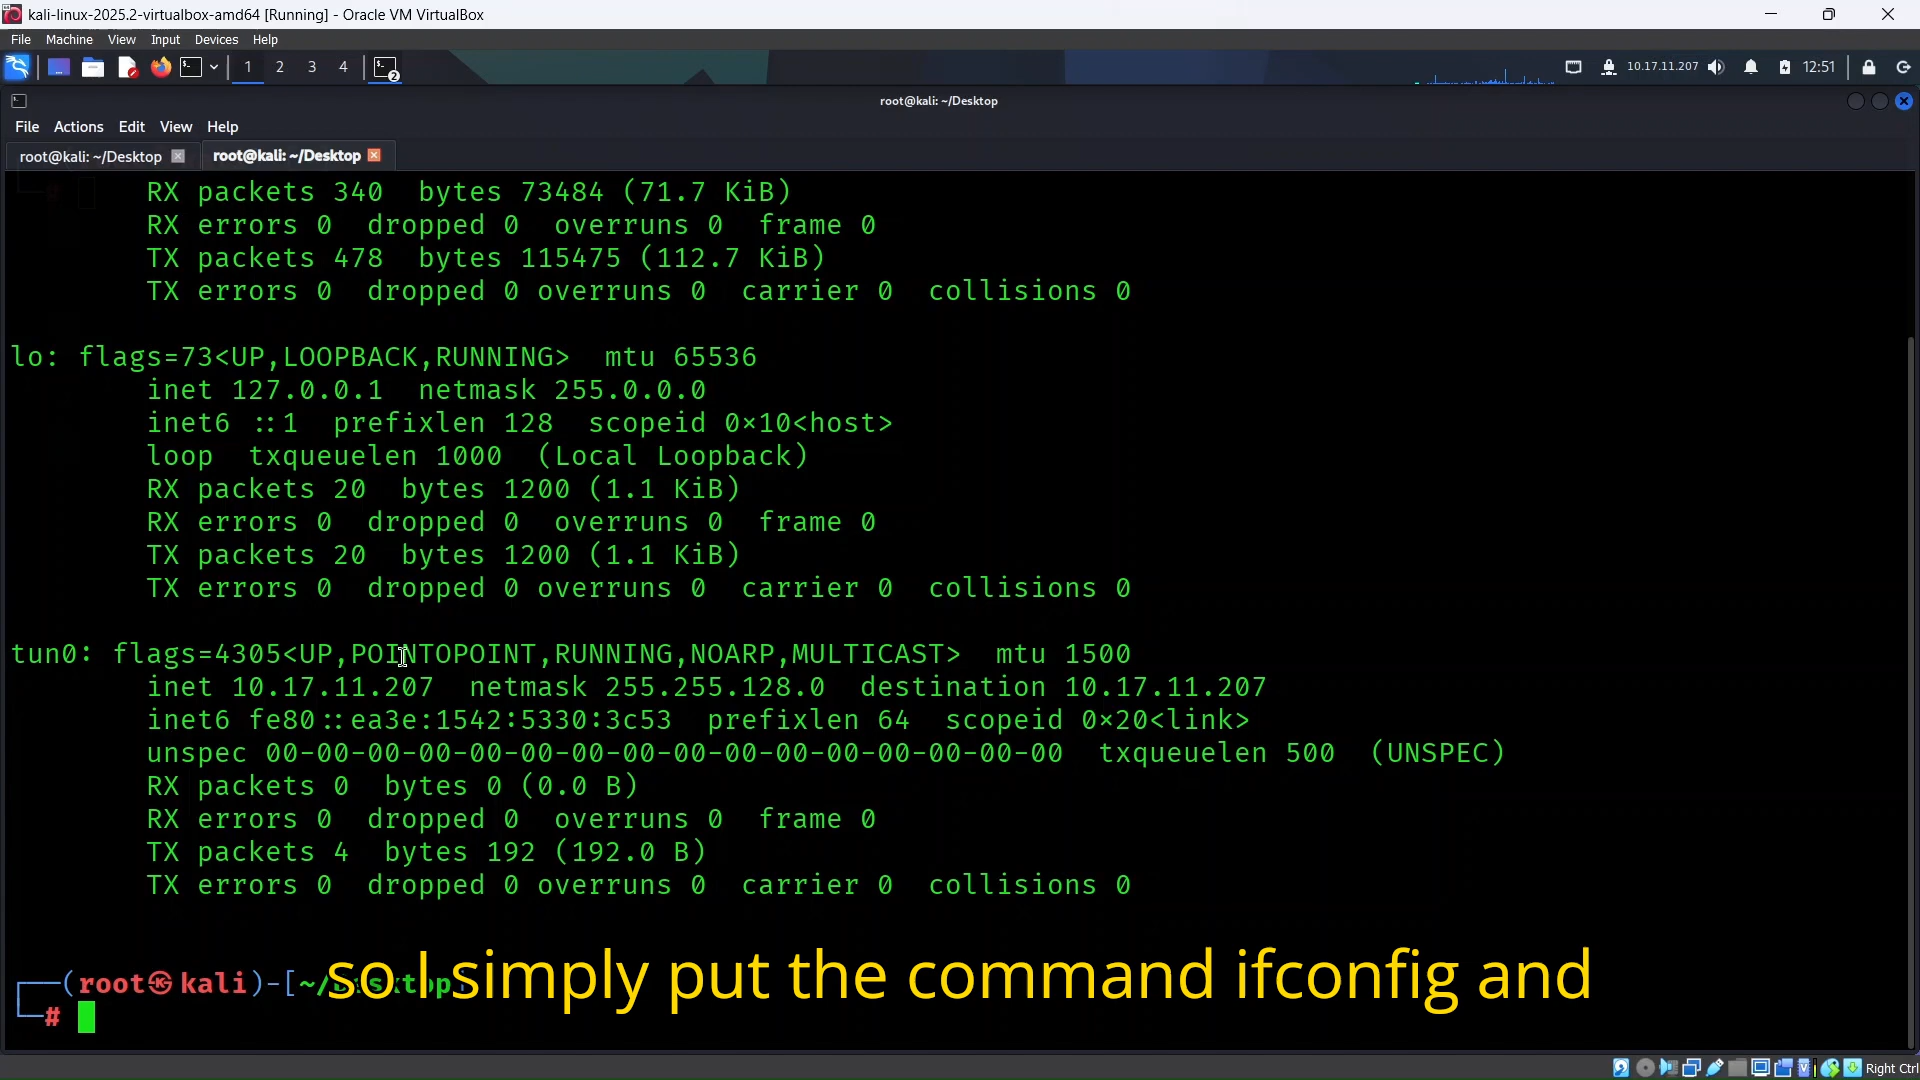 kali-linux-2025.2-virtualbox-amd64 [Running] - Oracle VM VirtualBox
File Machine View Input Devices Help
1 2 3 4 2 10.17.11.207 12:51
root@kali: ~/Desktop
File Actions Edit View Help
root@kali: ~/Desktop root@kali: ~/Desktop
RX packets 340 bytes 73484 (71.7 KiB)
RX errors 0 dropped 0 overruns 0 frame 0
TX packets 478 bytes 115475 (112.7 KiB)
TX errors 0 dropped 0 overruns 0 carrier 0 collisions 0
lo: flags=73<UP,LOOPBACK,RUNNING> mtu 65536
inet 127.0.0.1 netmask 255.0.0.0
inet6 ::1 prefixlen 128 scopeid 0×10<host>
loop txqueuelen 1000 (Local Loopback)
RX packets 20 bytes 1200 (1.1 KiB)
RX errors 0 dropped 0 overruns 0 frame 0
TX packets 20 bytes 1200 (1.1 KiB)
TX errors 0 dropped 0 overruns 0 carrier 0 collisions 0
tun0: flags=4305<UP,POINTOPOINT,RUNNING,NOARP,MULTICAST> mtu 1500
inet 10.17.11.207 netmask 255.255.128.0 destination 10.17.11.207
inet6 fe80::ea3e:1542:5330:3c53 prefixlen 64 scopeid 0×20<link>
unspec 00-00-00-00-00-00-00-00-00-00-00-00-00-00-00-00 txqueuelen 500 (UNSPEC)
RX packets 0 bytes 0 (0.0 B)
RX errors 0 dropped 0 overruns 0 frame 0
TX packets 4 bytes 192 (192.0 B)
TX errors 0 dropped 0 overruns 0 carrier 0 collisions 0
(root㉿kali)-[~/Desktop]
#
so I simply put the command ifconfig and
Right Ctrl